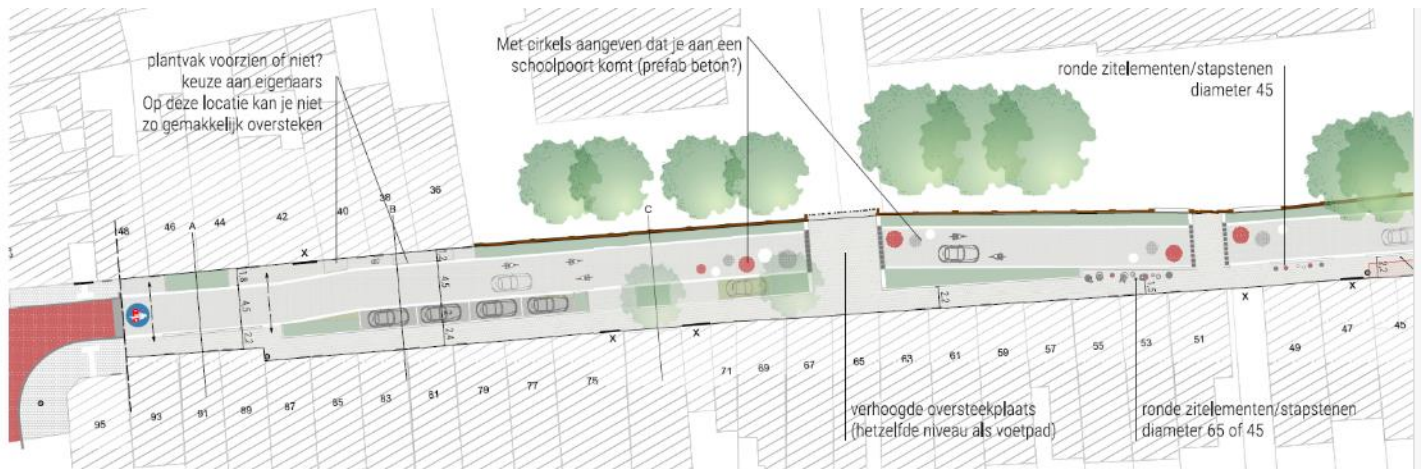 plantvak voorzien of niet?
keuze aan eigenaars
Op deze locatie kan je niet
zo gemakkelijk oversteken
Met cirkels aangeven dat je aan een
schoolpoort komt (prefab beton?)
ronde zitelementen/stapstenen
diameter 45
48
46
A
44
42
40
38
B
36
C
X
1,8
4,5
2,2
4,5
2,4
2,2
1,5
2,2
X
X
X
X
95
93
91
89
87
85
83
81
79
77
75
71
69
67
65
63
61
59
57
55
53
51
49
47
45
verhoogde oversteekplaats
(hetzelfde niveau als voetpad)
ronde zitelementen/stapstenen
diameter 65 of 45